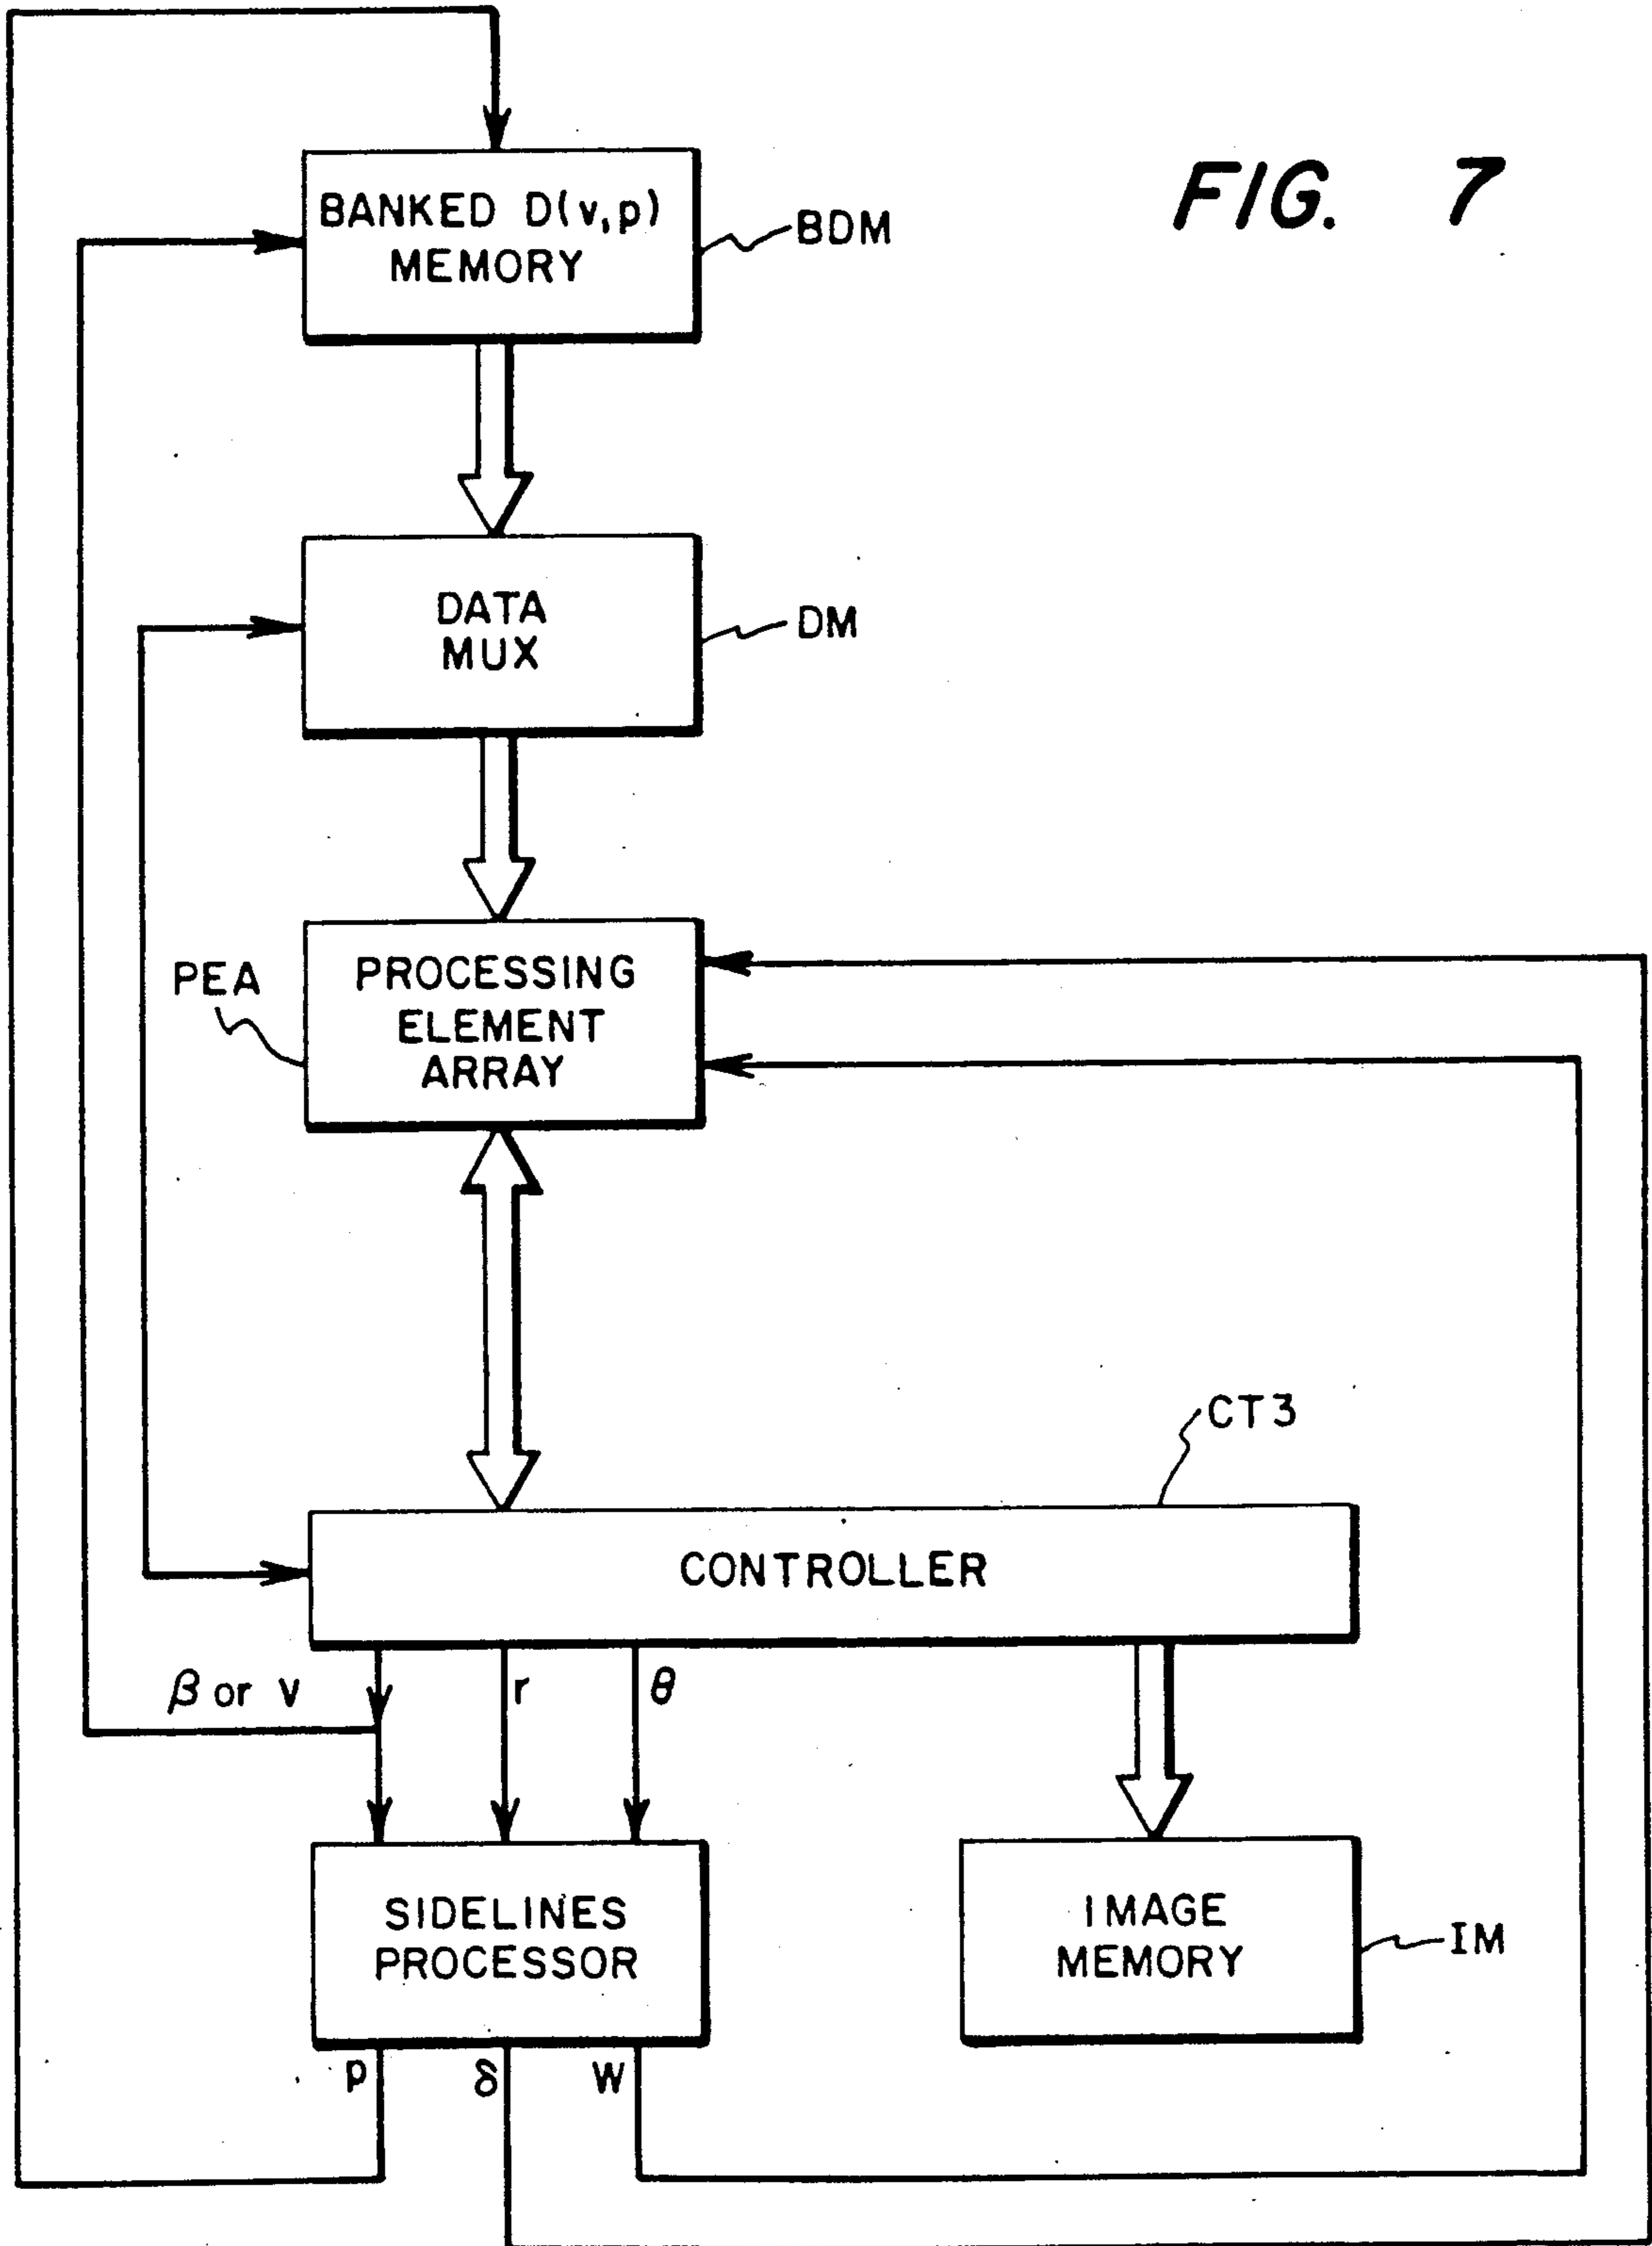 FIG. 7
BANKED D(v,p)
MEMORY
BDM
DATA
MUX
DM
PEA
PROCESSING
ELEMENT
ARRAY
CT3
CONTROLLER
β or v
r
θ
SIDELINES
PROCESSOR
IMAGE
MEMORY
IM
p
δ
W